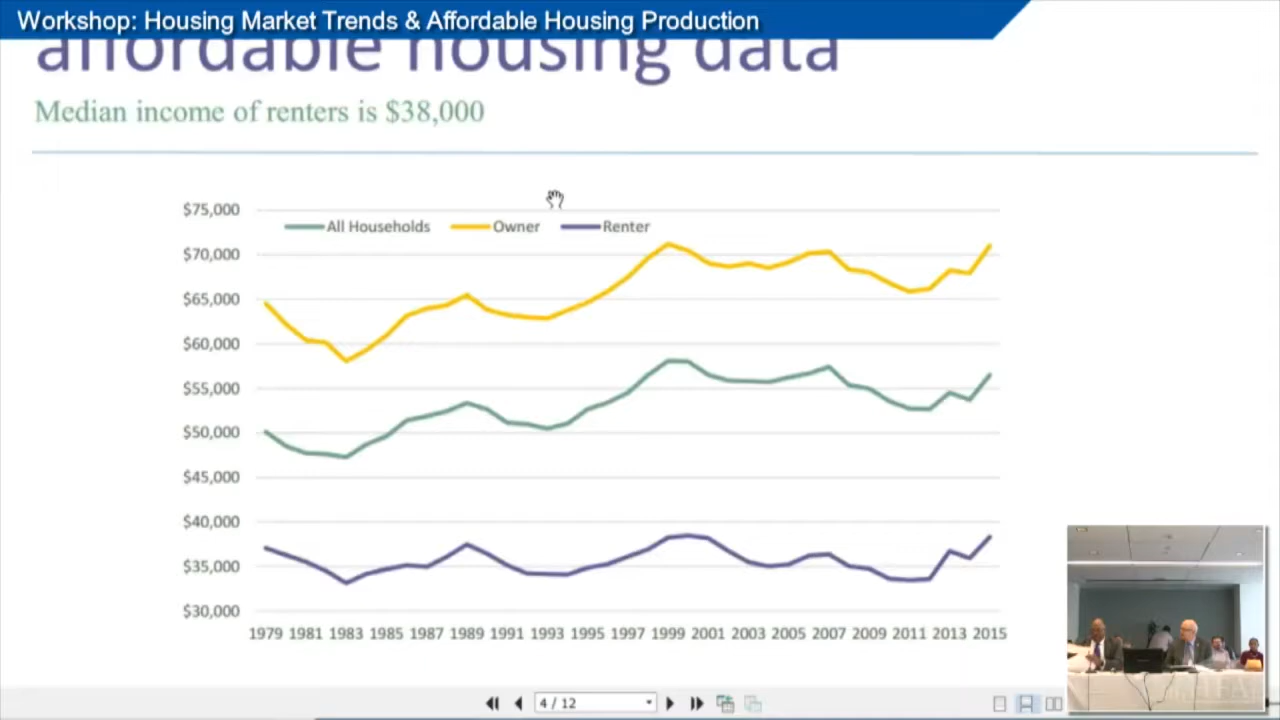 Workshop: Housing Market Trends & Affordable Housing Production
affordable housing data
Median income of renters is $38,000
$75,000
All Households Owner Renter
$70,000
$65,000
$60,000
$55,000
$50,000
$45,000
$40,000
$35,000
$30,000
1979 1981 1983 1985 1987 1989 1991 1993 1995 1997 1999 2001 2003 2005 2007 2009 2011 2013 2015
4 / 12